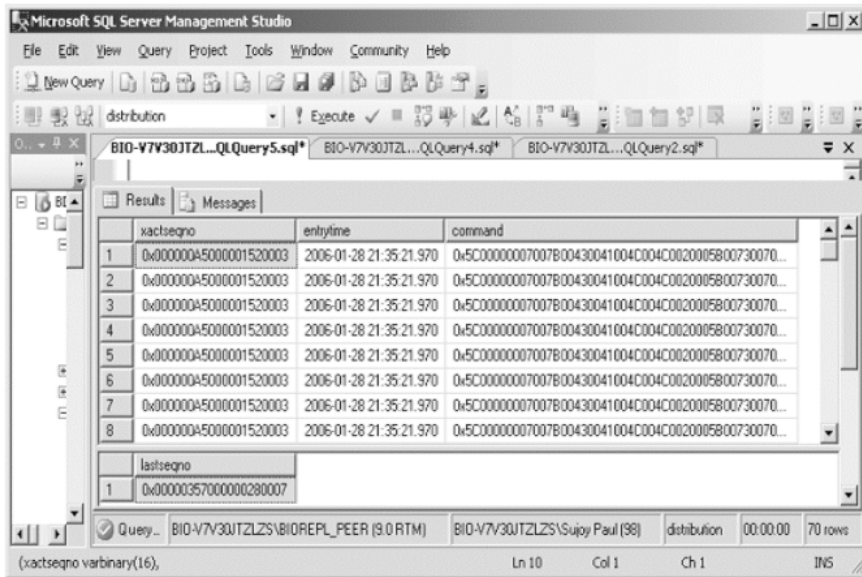 Microsoft SQL Server Management Studio
File Edit View Query Project Tools Window Community Help
New Query
distribution Execute
BIO-V7V30JTZL...QLQuery5.sql* BIO-V7V30JTZL...QLQuery4.sql* BIO-V7V30JTZL...QLQuery2.sql*
Results Messages
xactseqno entrytime command
1 0x000000A5000001520003 2006-01-28 21:35:21.970 0x5C00000007007B00430041004C004C0020005B00730070...
2 0x000000A5000001520003 2006-01-28 21:35:21.970 0x5C00000007007B00430041004C004C0020005B00730070...
3 0x000000A5000001520003 2006-01-28 21:35:21.970 0x5C00000007007B00430041004C004C0020005B00730070...
4 0x000000A5000001520003 2006-01-28 21:35:21.970 0x5C00000007007B00430041004C004C0020005B00730070...
5 0x000000A5000001520003 2006-01-28 21:35:21.970 0x5C00000007007B00430041004C004C0020005B00730070...
6 0x000000A5000001520003 2006-01-28 21:35:21.970 0x5C00000007007B00430041004C004C0020005B00730070...
7 0x000000A5000001520003 2006-01-28 21:35:21.970 0x5C00000007007B00430041004C004C0020005B00730070...
8 0x000000A5000001520003 2006-01-28 21:35:21.970 0x5C00000007007B00430041004C004C0020005B00730070...
lastseqno
1 0x00000357000000280007
Query... BIO-V7V30JTZLZS\BIOREPL_PEER (9.0 RTM) BIO-V7V30JTZLZS\Sujoy Paul (98) distribution 00:00:00 70 rows
(xactseqno varbinary(16), Ln 10 Col 1 Ch 1 INS